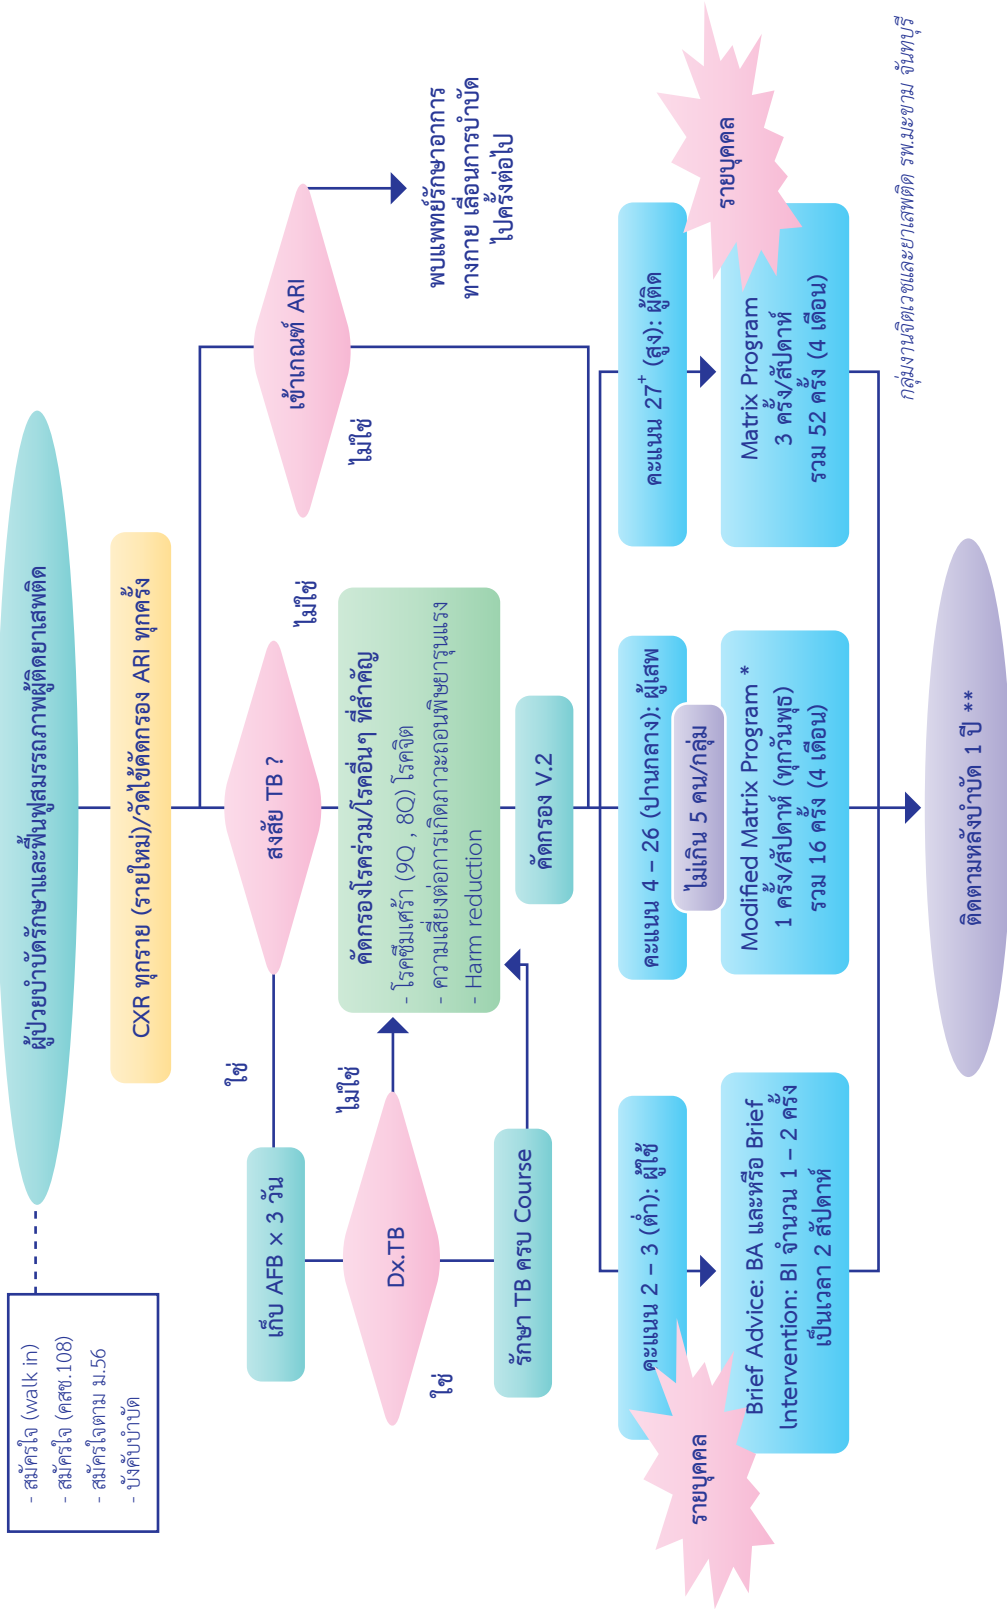 ผู้ป่วยบำบัดรักษาและฟื้นฟูสมรรถภาพผู้ติดยาเสพติด
- สมัครใจ (walk in)
- สมัครใจ (คสช.108)
- สมัครใจตาม ม.56
- บังคับบำบัด
CXR ทุกราย (รายใหม่)/วัดไข้คัดกรอง ARI ทุกครั้ง
สงสัย TB ?
ใช่
ไม่ใช่
เข้าเกณฑ์ ARI
ไม่ใช่
พบแพทย์รักษาอาการ
ทางกาย เลื่อนการบำบัด
ไปครั้งต่อไป
เก็บ AFB × 3 วัน
Dx.TB
ไม่ใช่
ใช่
รักษา TB ครบ Course
คัดกรองโรคร่วม/โรคอื่นๆ ที่สำคัญ
- โรคซึมเศร้า (9Q , 8Q) โรคจิต
- ความเสี่ยงต่อการเกิดภาวะถอนพิษยารุนแรง
- Harm reduction
คัดกรอง V.2
คะแนน 2 – 3 (ต่ำ): ผู้ใช้
คะแนน 4 – 26 (ปานกลาง): ผู้เสพ
คะแนน 27+ (สูง): ผู้ติด
รายบุคคล
ไม่เกิน 5 คน/กลุ่ม
รายบุคคล
Brief Advice: BA และหรือ Brief
Intervention: BI จำนวน 1 – 2 ครั้ง
เป็นเวลา 2 สัปดาห์
Modified Matrix Program *
1 ครั้ง/สัปดาห์ (ทุกวันพุธ)
รวม 16 ครั้ง (4 เดือน)
Matrix Program
3 ครั้ง/สัปดาห์
รวม 52 ครั้ง (4 เดือน)
ติดตามหลังบำบัด 1 ปี **
กลุ่มงานจิตเวชและยาเสพติด รพ.มะขาม จันทบุรี